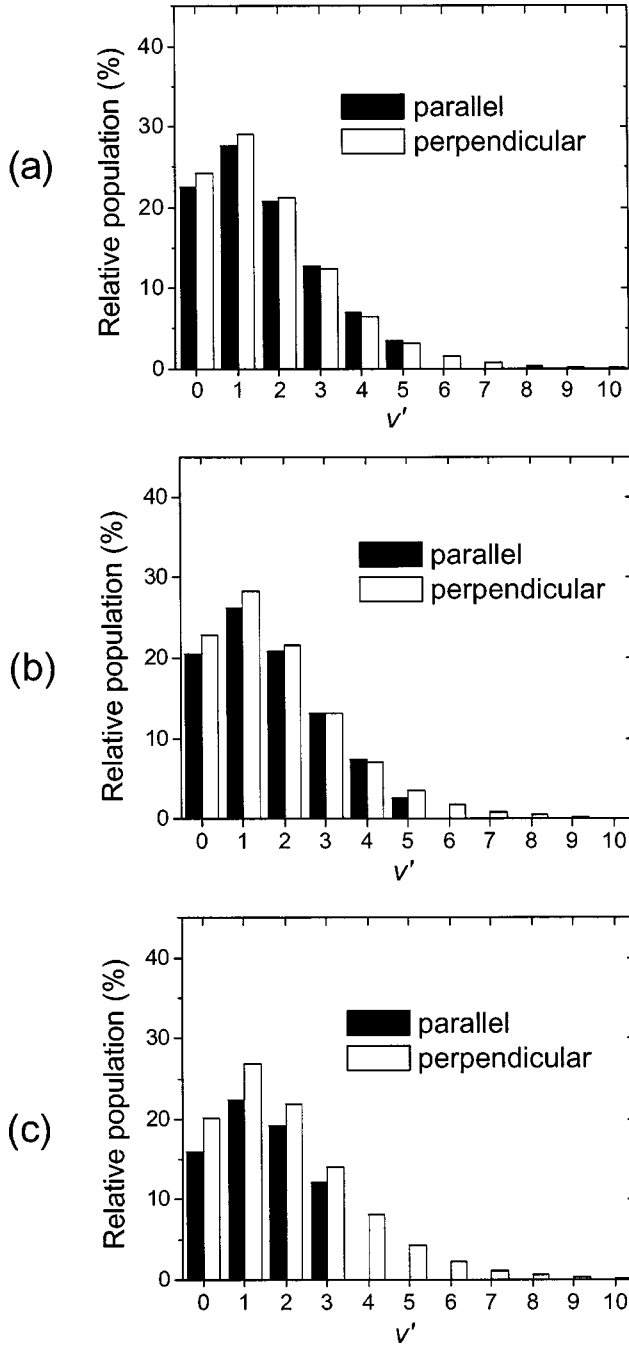 (a)
Relative population (%)
40
30
20
10
0
parallel
perpendicular
0 1 2 3 4 5 6 7 8 9 10
v'
(b)
Relative population (%)
40
30
20
10
0
parallel
perpendicular
0 1 2 3 4 5 6 7 8 9 10
v'
(c)
Relative population (%)
40
30
20
10
0
parallel
perpendicular
0 1 2 3 4 5 6 7 8 9 10
v'